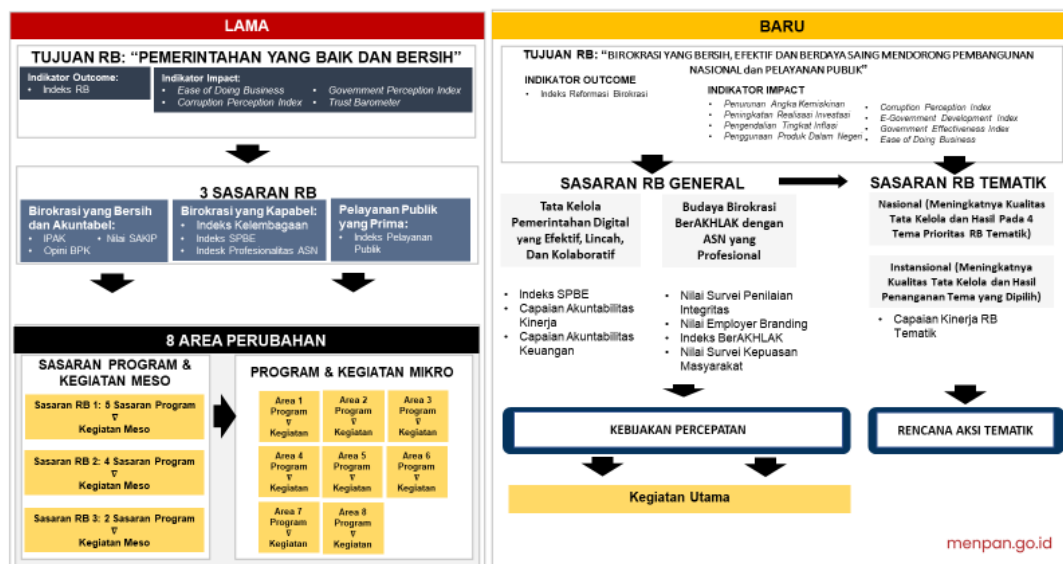 LAMA
TUJUAN RB: “PEMERINTAHAN YANG BAIK DAN BERSIH”
Indikator Outcome:
• Indeks RB
Indikator Impact:
• Ease of Doing Business
• Corruption Perception Index
• Government Perception Index
• Trust Barometer
3 SASARAN RB
Birokrasi yang Bersih
dan Akuntabel:
• IPAK
• Opini BPK
• Nilai SAKIP
Birokrasi yang Kapabel:
• Indeks Kelembagaan
• Indeks SPBE
• Indesk Profesionalitas ASN
Pelayanan Publik
yang Prima:
• Indeks Pelayanan
Publik
8 AREA PERUBAHAN
SASARAN PROGRAM &
KEGIATAN MESO
Sasaran RB 1: 5 Sasaran Program
∇
Kegiatan Meso
Sasaran RB 2: 4 Sasaran Program
∇
Kegiatan Meso
Sasaran RB 3: 2 Sasaran Program
∇
Kegiatan Meso
PROGRAM & KEGIATAN MIKRO
Area 1
Program
∇
Kegiatan
Area 2
Program
∇
Kegiatan
Area 3
Program
∇
Kegiatan
Area 4
Program
∇
Kegiatan
Area 5
Program
∇
Kegiatan
Area 6
Program
∇
Kegiatan
Area 7
Program
∇
Kegiatan
Area 8
Program
∇
Kegiatan
BARU
TUJUAN RB: “BIROKRASI YANG BERSIH, EFEKTIF DAN BERDAYA SAING MENDORONG PEMBANGUNAN
NASIONAL dan PELAYANAN PUBLIK”
INDIKATOR OUTCOME
• Indeks Reformasi Birokrasi
INDIKATOR IMPACT
• Penurunan Angka Kemiskinan
• Peningkatan Realisasi Investasi
• Pengendalian Tingkat Inflasi
• Penggunaan Produk Dalam Negeri
• Corruption Perception Index
• E-Government Development Index
• Government Effectiveness Index
• Ease of Doing Business
SASARAN RB GENERAL
Tata Kelola
Pemerintahan Digital
yang Efektif, Lincah,
Dan Kolaboratif
• Indeks SPBE
• Capaian Akuntabilitas
Kinerja
• Capaian Akuntabilitas
Keuangan
Budaya Birokrasi
BerAKHLAK dengan
ASN yang
Profesional
• Nilai Survei Penilaian
Integritas
• Nilai Employer Branding
• Indeks BerAKHLAK
• Nilai Survei Kepuasan
Masyarakat
SASARAN RB TEMATIK
Nasional (Meningkatnya Kualitas
Tata Kelola dan Hasil Pada 4
Tema Prioritas RB Tematik)
Instansional (Meningkatnya
Kualitas Tata Kelola dan Hasil
Penanganan Tema yang Dipilih)
• Capaian Kinerja RB
Tematik
KEBIJAKAN PERCEPATAN
RENCANA AKSI TEMATIK
Kegiatan Utama
menpan.go.id